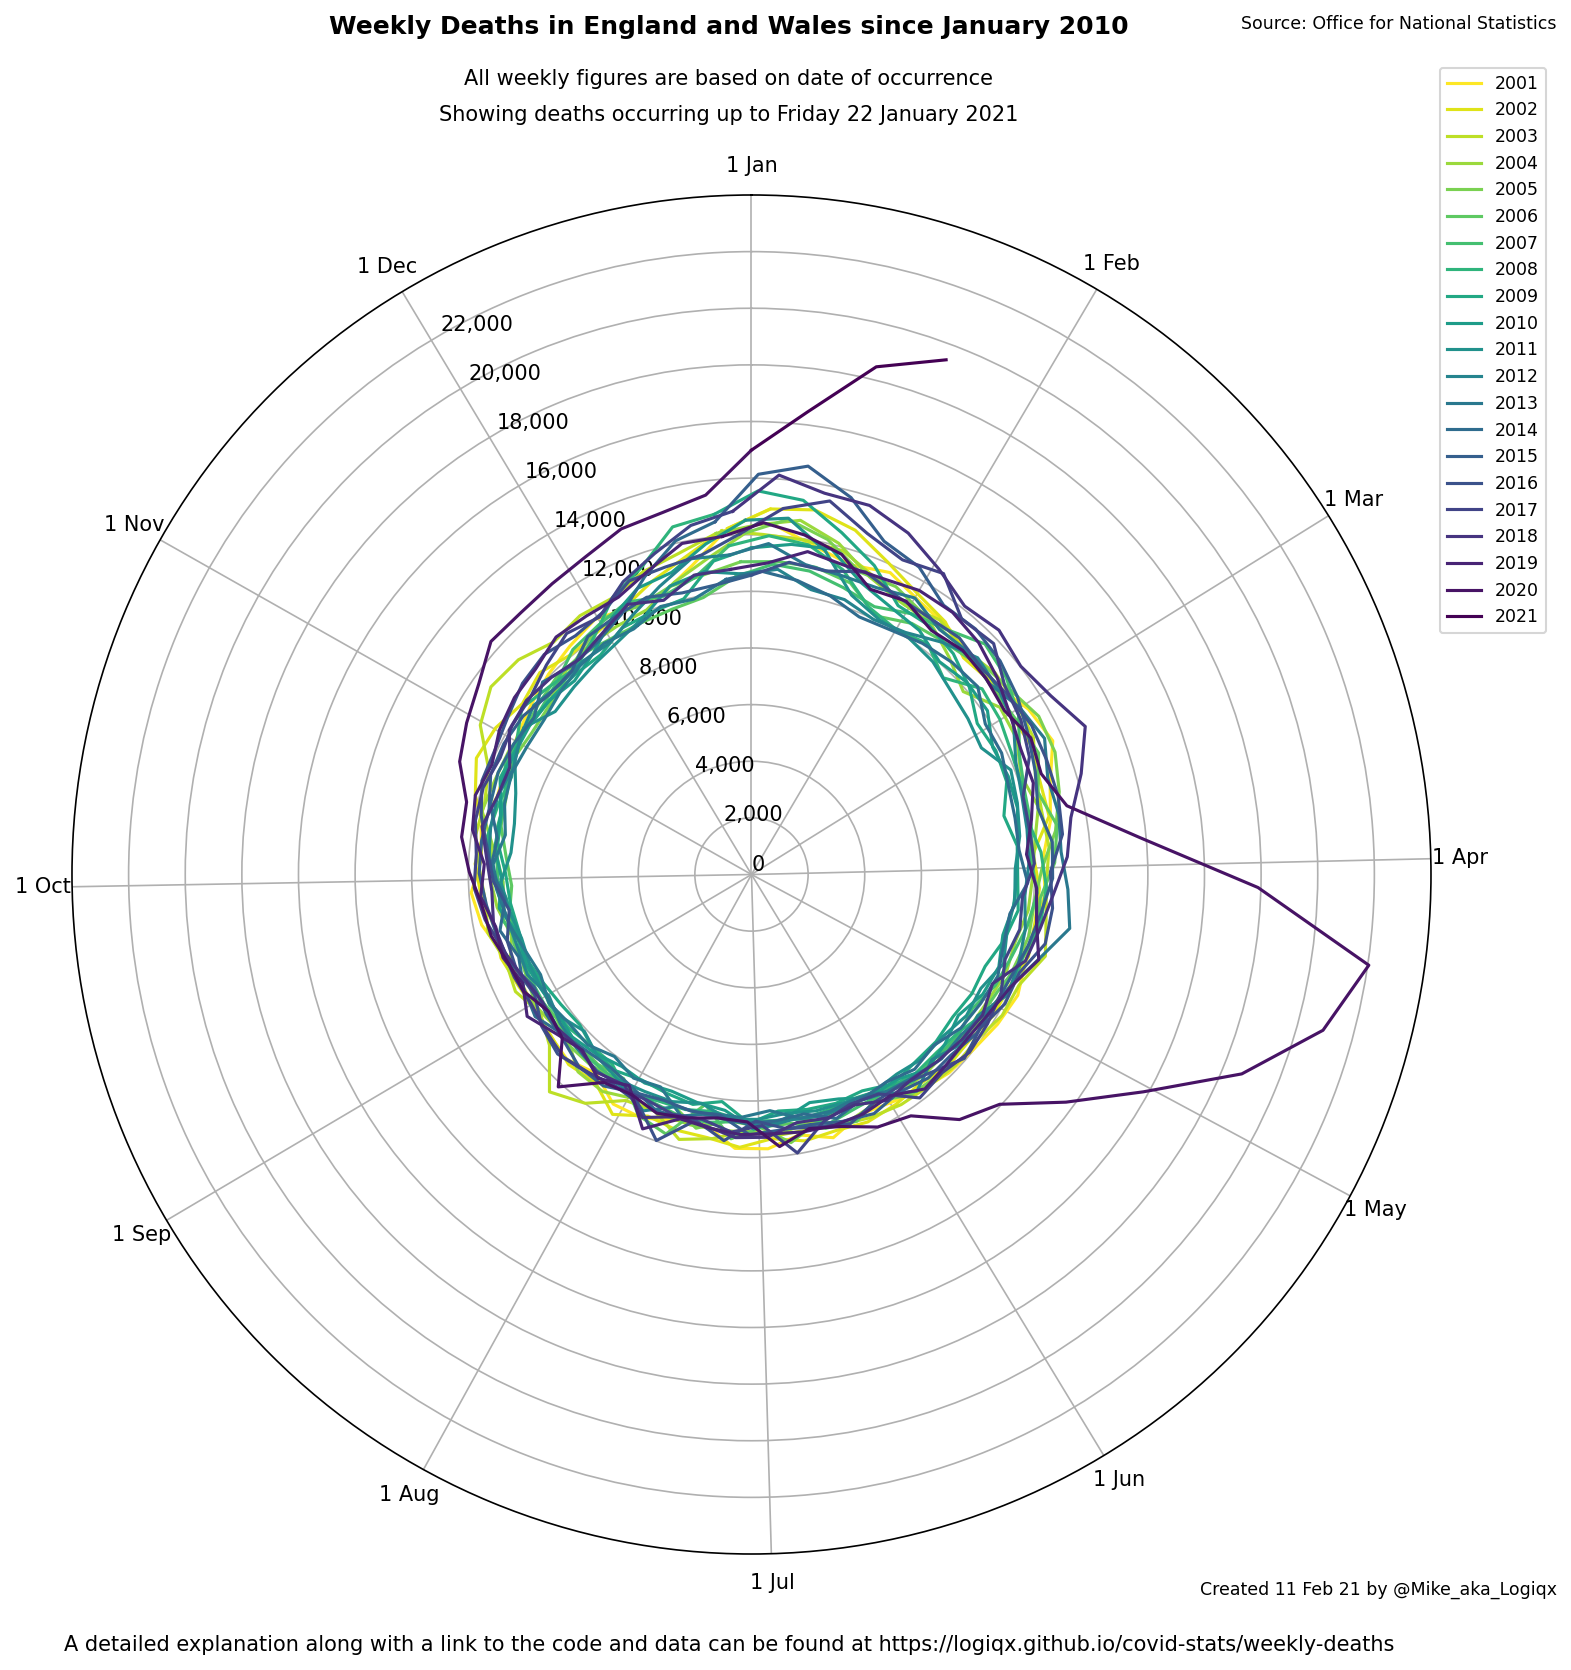 Weekly Deaths in England and Wales since January 2010
Source: Office for National Statistics
All weekly figures are based on date of occurrence
Showing deaths occurring up to Friday 22 January 2021
2001
2002
2003
2004
2005
2006
2007
2008
2009
2010
2011
2012
2013
2014
2015
2016
2017
2018
2019
2020
2021
1 Jan
1 Feb
1 Mar
1 Apr
1 May
1 Jun
1 Jul
1 Aug
1 Sep
1 Oct
1 Nov
1 Dec
22,000
20,000
18,000
16,000
14,000
12,000
10,000
8,000
6,000
4,000
2,000
0
Created 11 Feb 21 by @Mike_aka_Logiqx
A detailed explanation along with a link to the code and data can be found at https://logiqx.github.io/covid-stats/weekly-deaths